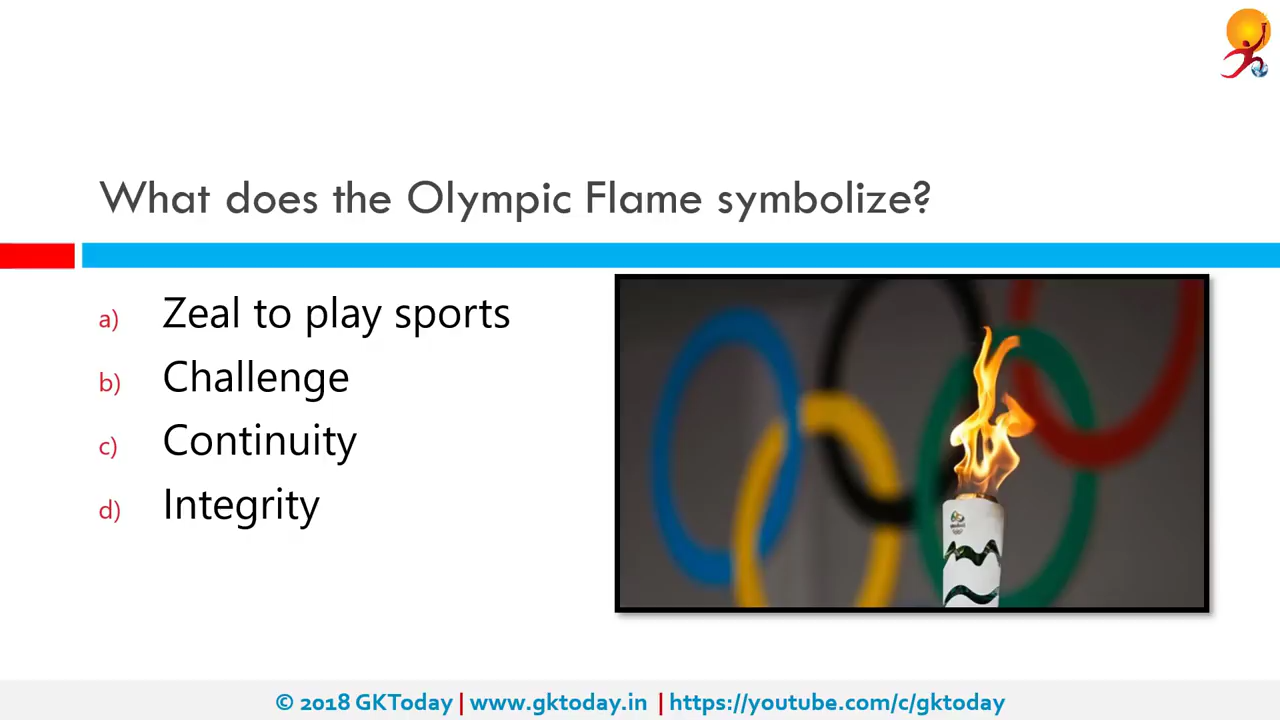 What does the Olympic Flame symbolize?
a) Zeal to play sports
b) Challenge
c) Continuity
d) Integrity
© 2018 GKToday | www.gktoday.in | https://youtube.com/c/gktoday